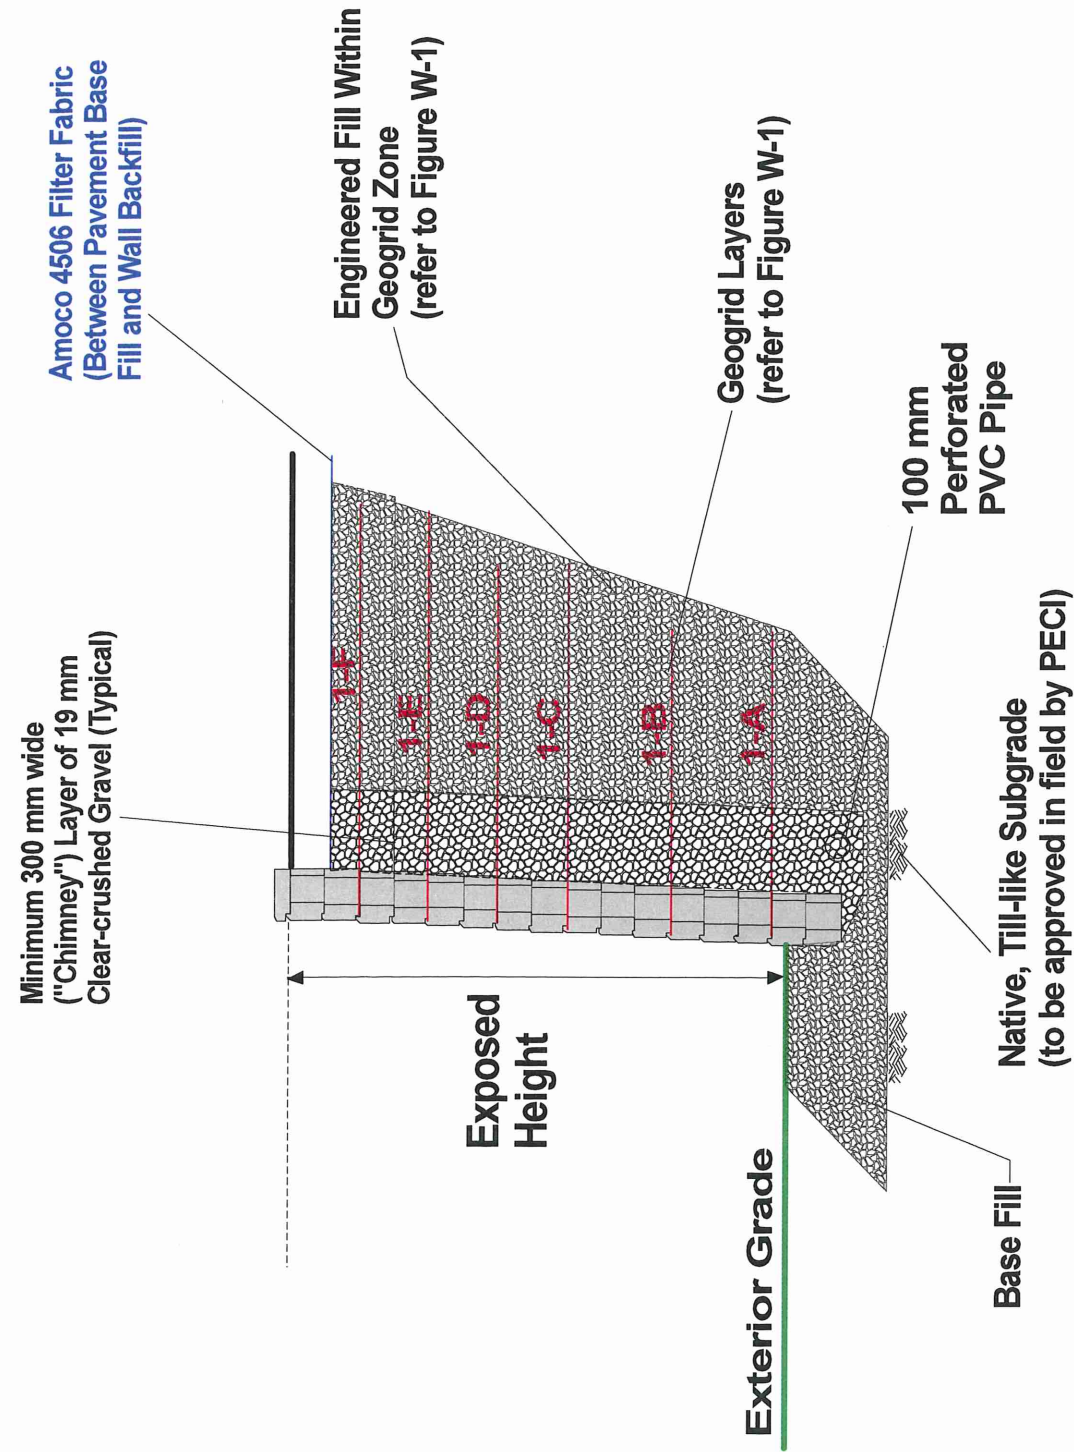 Minimum 300 mm wide
("Chimney") Layer of 19 mm
Clear-crushed Gravel (Typical)
Amoco 4506 Filter Fabric
(Between Pavement Base
Fill and Wall Backfill)
Engineered Fill Within
Geogrid Zone
(refer to Figure W-1)
Geogrid Layers
(refer to Figure W-1)
100 mm
Perforated
PVC Pipe
1-F
1-E
1-D
1-C
1-B
1-A
Exposed
Height
Exterior Grade
Base Fill
Native, Till-like Subgrade
(to be approved in field by PECI)